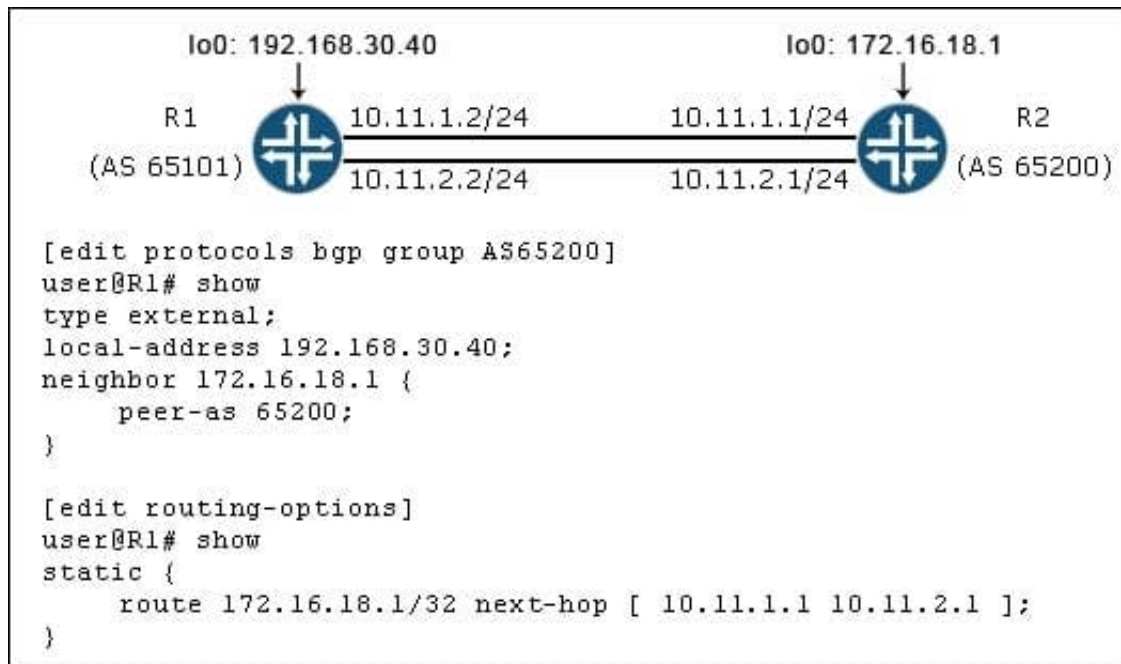 lo0: 192.168.30.40 lo0: 172.16.18.1
R1 10.11.1.2/24 10.11.1.1/24 R2
(AS 65101) 10.11.2.2/24 10.11.2.1/24 (AS 65200)
[edit protocols bgp group AS65200]
user@R1# show
type external;
local-address 192.168.30.40;
neighbor 172.16.18.1 {
peer-as 65200;
}
[edit routing-options]
user@R1# show
static {
route 172.16.18.1/32 next-hop [ 10.11.1.1 10.11.2.1 ];
}